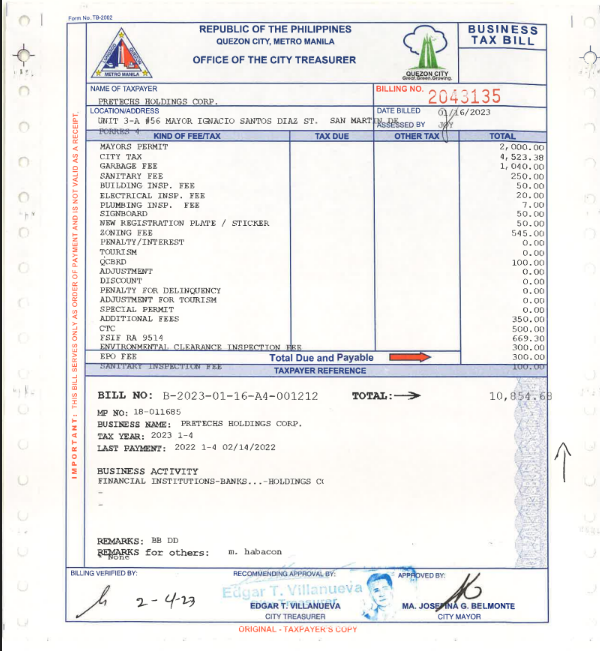 Form No. TB-2002
REPUBLIC OF THE PHILIPPINES
QUEZON CITY, METRO MANILA
OFFICE OF THE CITY TREASURER
METRO MANILA
QUEZON CITY
Great. Green. Growing.
BUSINESS
TAX BILL
NAME OF TAXPAYER
PRETECHS HOLDINGS CORP.
BILLING NO. 2043135
LOCATION/ADDRESS
UNIT 3-A #56 MAYOR IGNACIO SANTOS DIAZ ST. SAN MARTIN DE
PORRES 4
DATE BILLED 01/16/2023
ASSESSED BY JOY
KIND OF FEE/TAX TAX DUE OTHER TAX TOTAL
MAYORS PERMIT 2,000.00
CITY TAX 4,523.38
GARBAGE FEE 1,040.00
SANITARY FEE 250.00
BUILDING INSP. FEE 50.00
ELECTRICAL INSP. FEE 20.00
PLUMBING INSP. FEE 7.00
SIGNBOARD 50.00
NEW REGISTRATION PLATE / STICKER 50.00
ZONING FEE 545.00
PENALTY/INTEREST 0.00
TOURISM 0.00
QCBRD 100.00
ADJUSTMENT 0.00
DISCOUNT 0.00
PENALTY FOR DELINQUENCY 0.00
ADJUSTMENT FOR TOURISM 0.00
SPECIAL PERMIT 0.00
ADDITIONAL FEES 350.00
CTC 500.00
FSIF RA 9514 669.30
ENVIRONMENTAL CLEARANCE INSPECTION FEE 300.00
EPO FEE Total Due and Payable 300.00
SANITARY INSPECTION FEE 100.00
TAXPAYER REFERENCE
BILL NO: B-2023-01-16-A4-001212 TOTAL: 10,854.68
MP NO: 18-011685
BUSINESS NAME: PRETECHS HOLDINGS CORP.
TAX YEAR: 2023 1-4
LAST PAYMENT: 2022 1-4 02/14/2022
BUSINESS ACTIVITY
FINANCIAL INSTITUTIONS-BANKS...-HOLDINGS CO
-
-
REMARKS: BB DD
REMARKS for others: m. habacon
* None
IMPORTANT: THIS BILL SERVES ONLY AS ORDER OF PAYMENT AND IS NOT VALID AS A RECEIPT.
BILLING VERIFIED BY: RECOMMENDING APPROVAL BY: APPROVED BY:
2-4-23
Edgar T. Villanueva
Treasurer
EDGAR T. VILLANUEVA MA. JOSEFINA G. BELMONTE
CITY TREASURER CITY MAYOR
ORIGINAL - TAXPAYER'S COPY